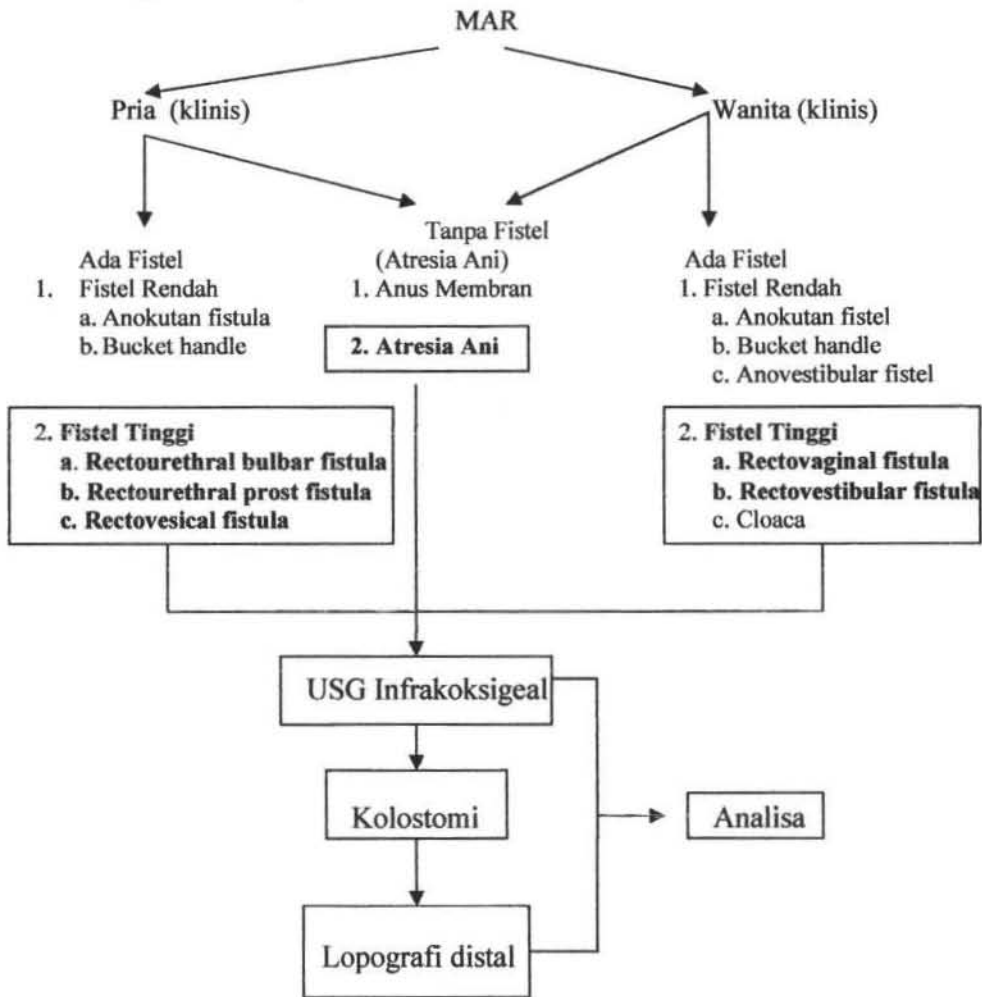 MAR
Pria (klinis)
Wanita (klinis)
Ada Fistel
1. Fistel Rendah
a. Anokutan fistula
b. Bucket handle
2. Fistel Tinggi
a. Rectourethral bulbar fistula
b. Rectourethral prost fistula
c. Rectovesical fistula
Tanpa Fistel
(Atresia Ani)
1. Anus Membran
2. Atresia Ani
Ada Fistel
1. Fistel Rendah
a. Anokutan fistel
b. Bucket handle
c. Anovestibular fistel
2. Fistel Tinggi
a. Rectovaginal fistula
b. Rectovestibular fistula
c. Cloaca
USG Infrakoksigeal
Kolostomi
Analisa
Lopografi distal